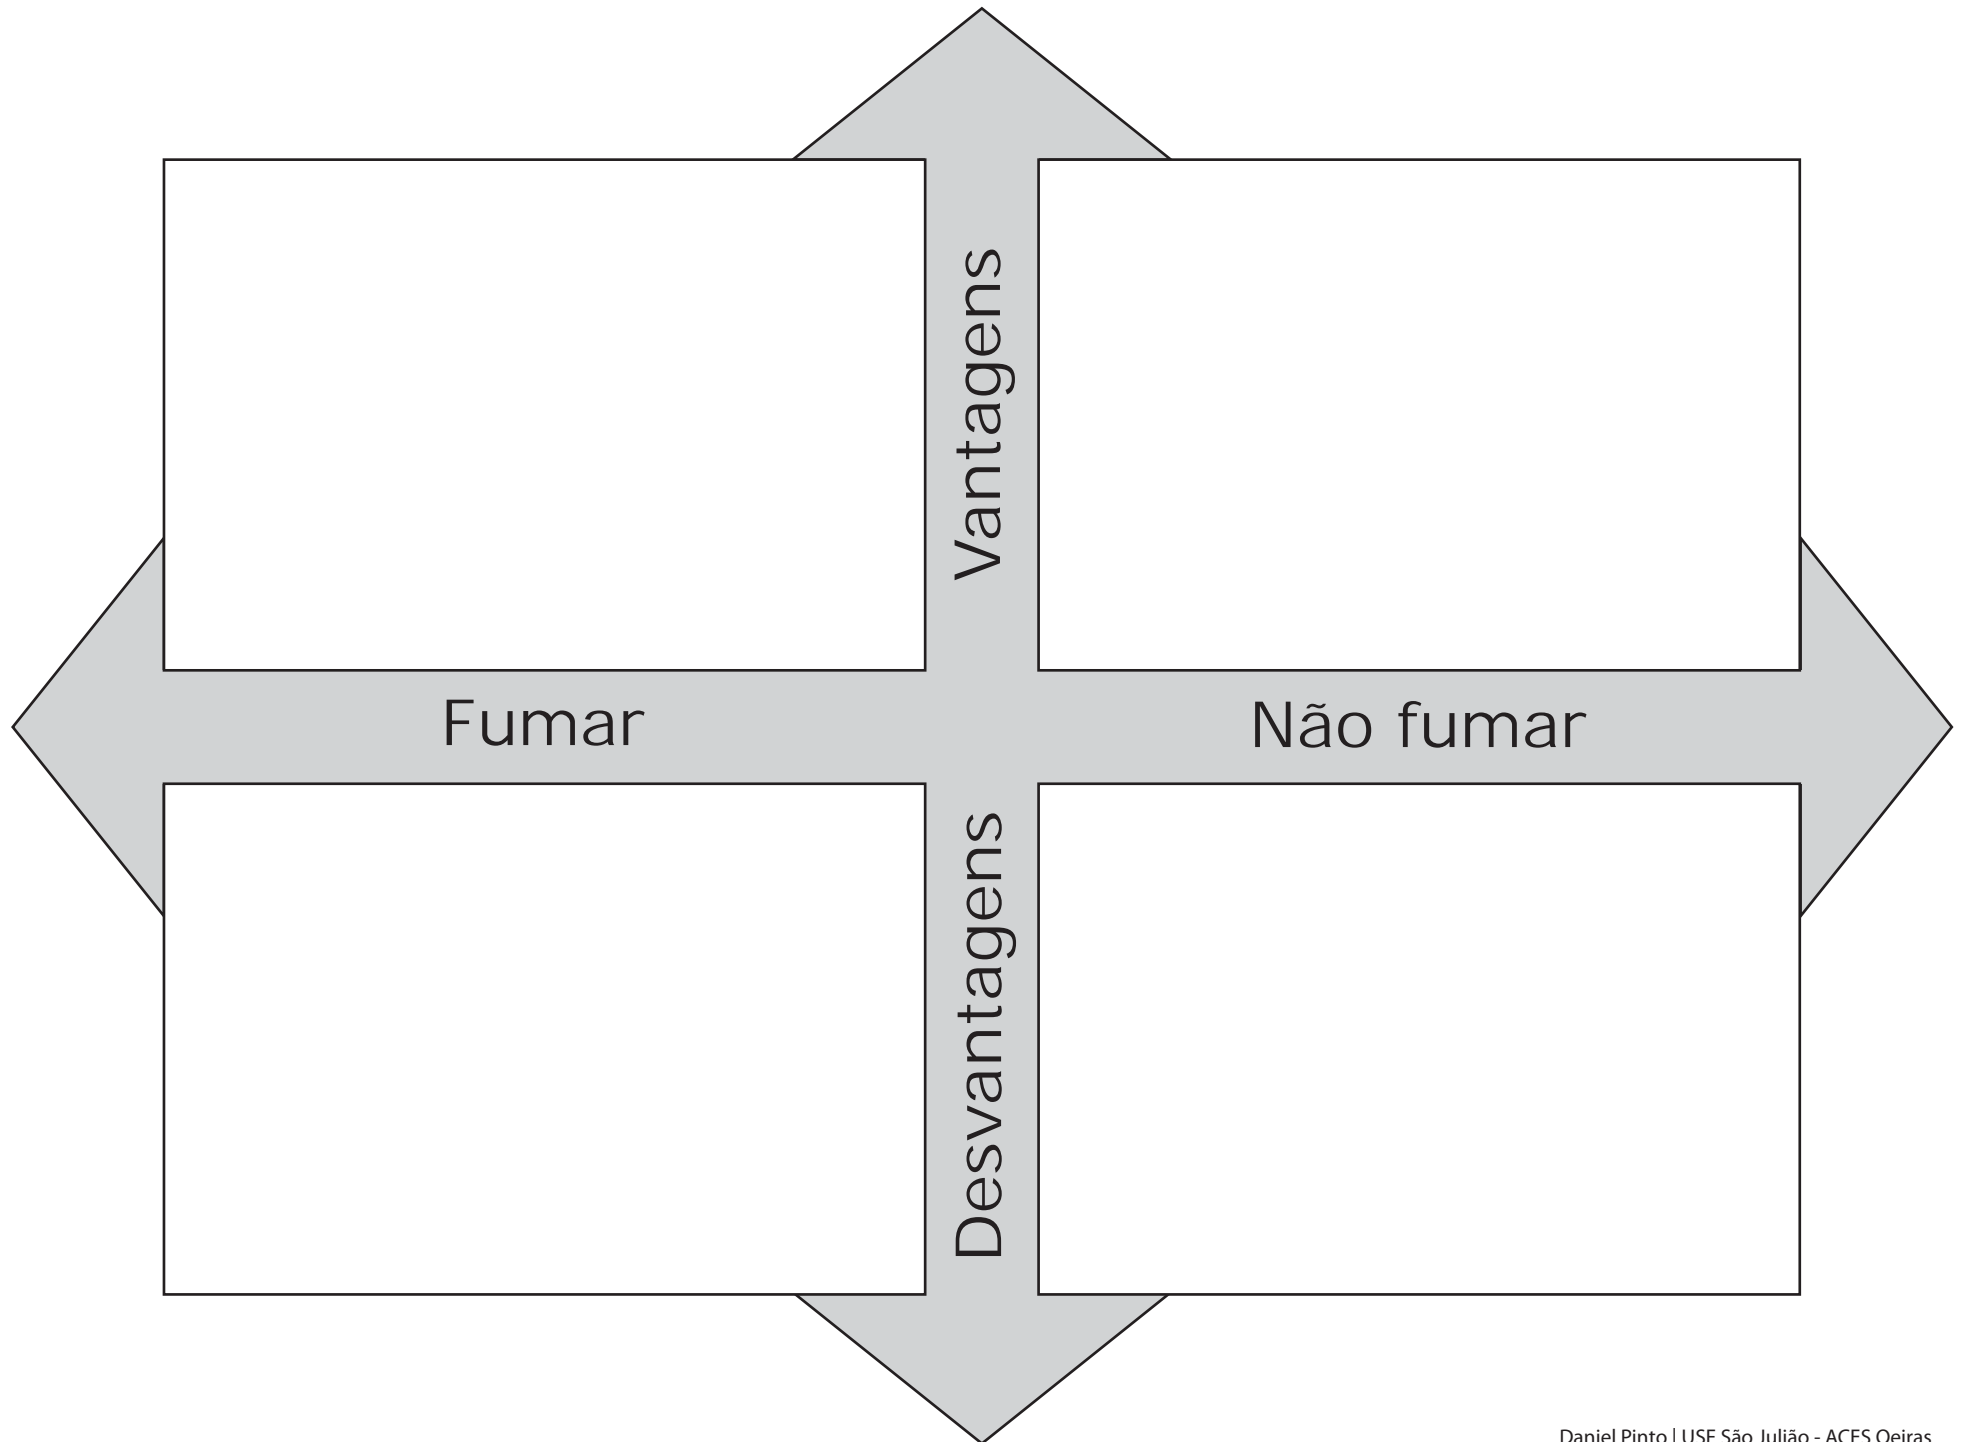 Vantagens
Fumar
Não fumar
Desvantagens
Daniel Pinto | USF São Julião - ACES Oeiras